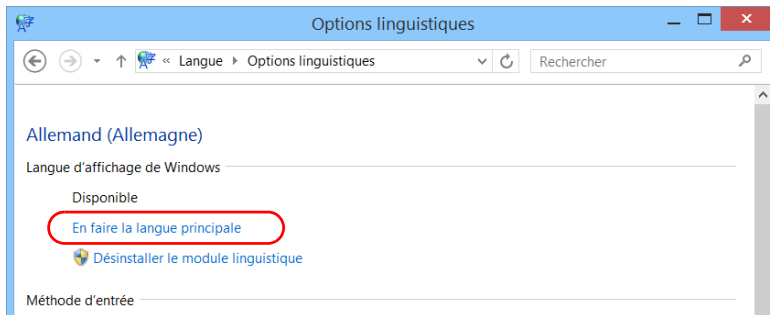 Options linguistiques
« Langue Options linguistiques
Rechercher
Allemand (Allemagne)
Langue d'affichage de Windows
Disponible
En faire la langue principale
Désinstaller le module linguistique
Méthode d'entrée